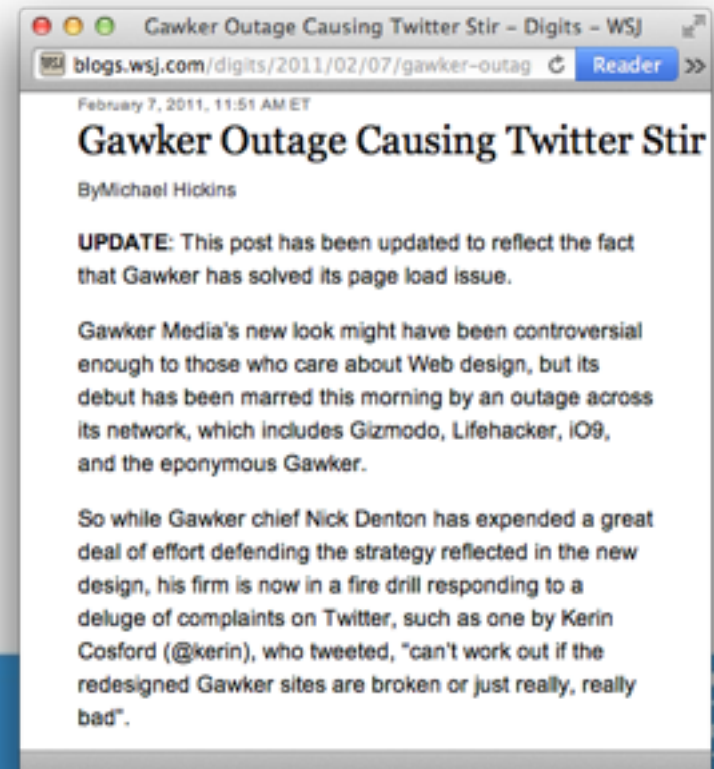 Gawker Outage Causing Twitter Stir – Digits – WSJ
WSJ blogs.wsj.com/digits/2011/02/07/gawker-outag Reader >>
February 7, 2011, 11:51 AM ET
Gawker Outage Causing Twitter Stir
ByMichael Hickins
UPDATE: This post has been updated to reflect the fact
that Gawker has solved its page load issue.
Gawker Media's new look might have been controversial
enough to those who care about Web design, but its
debut has been marred this morning by an outage across
its network, which includes Gizmodo, Lifehacker, iO9,
and the eponymous Gawker.
So while Gawker chief Nick Denton has expended a great
deal of effort defending the strategy reflected in the new
design, his firm is now in a fire drill responding to a
deluge of complaints on Twitter, such as one by Kerin
Cosford (@kerin), who tweeted, "can't work out if the
redesigned Gawker sites are broken or just really, really
bad".